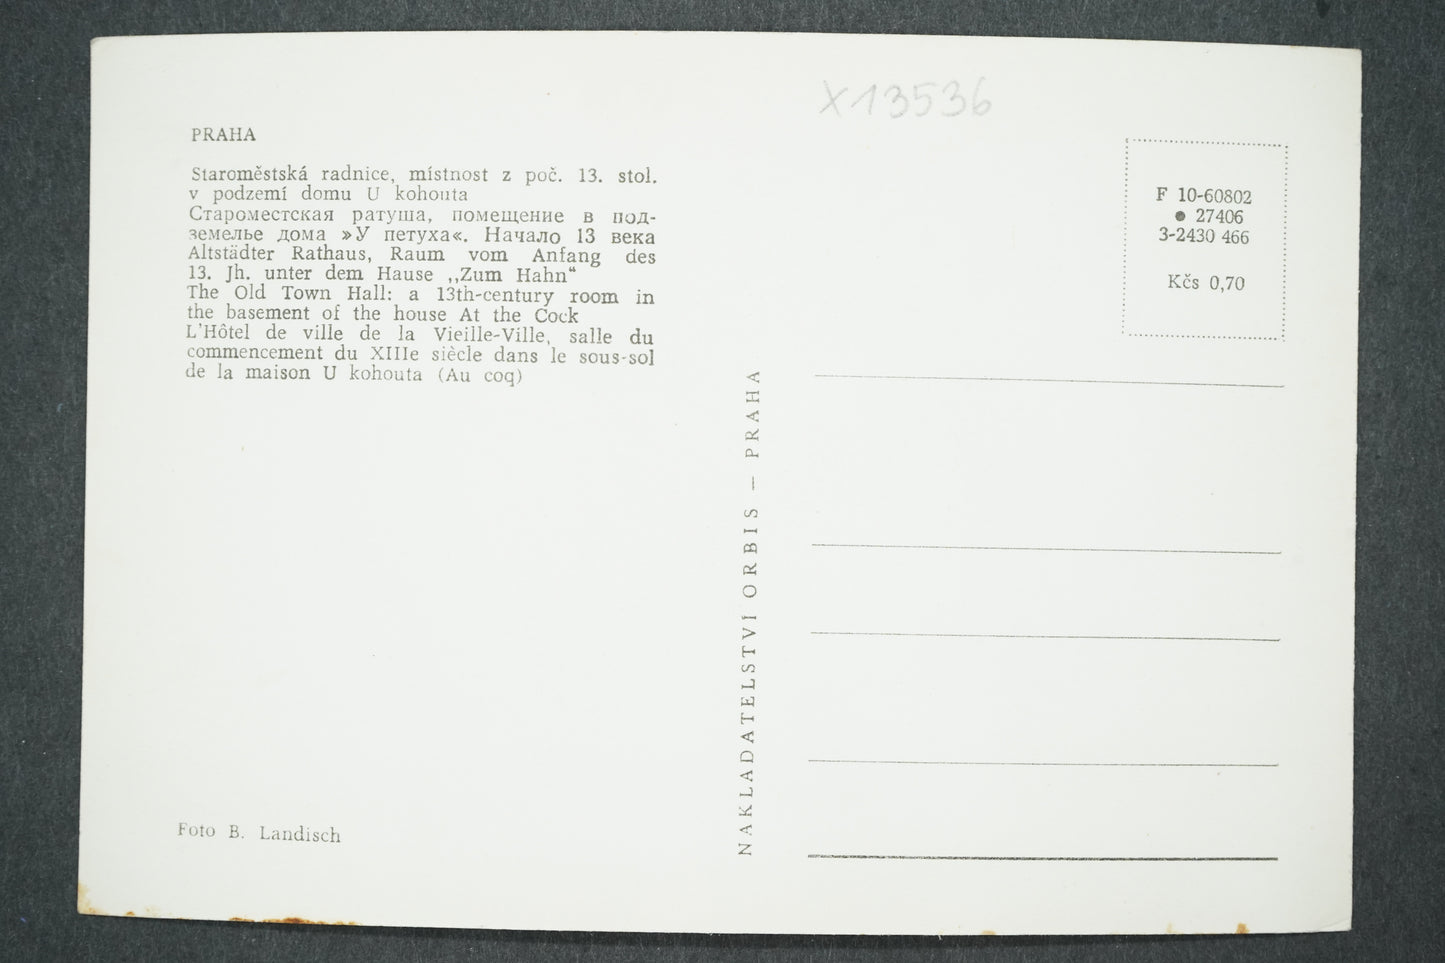 X13536
PRAHA
Staroměstská radnice, místnost z poč. 13. stol.
v podzemí domu U kohouta
Староместская ратуша, помещение в под-
земелье дома »У петуха«. Начало 13 века
Altstädter Rathaus, Raum vom Anfang des
13. Jh. unter dem Hause ,,Zum Hahn“
The Old Town Hall: a 13th-century room in
the basement of the house At the Cock
L'Hôtel de ville de la Vieille-Ville, salle du
commencement du XIIIe siècle dans le sous-sol
de la maison U kohouta (Au coq)
Foto B. Landisch
NAKLADATELSTVÍ ORBIS — PRAHA
F 10-60802
● 27406
3-2430 466
Kčs 0,70